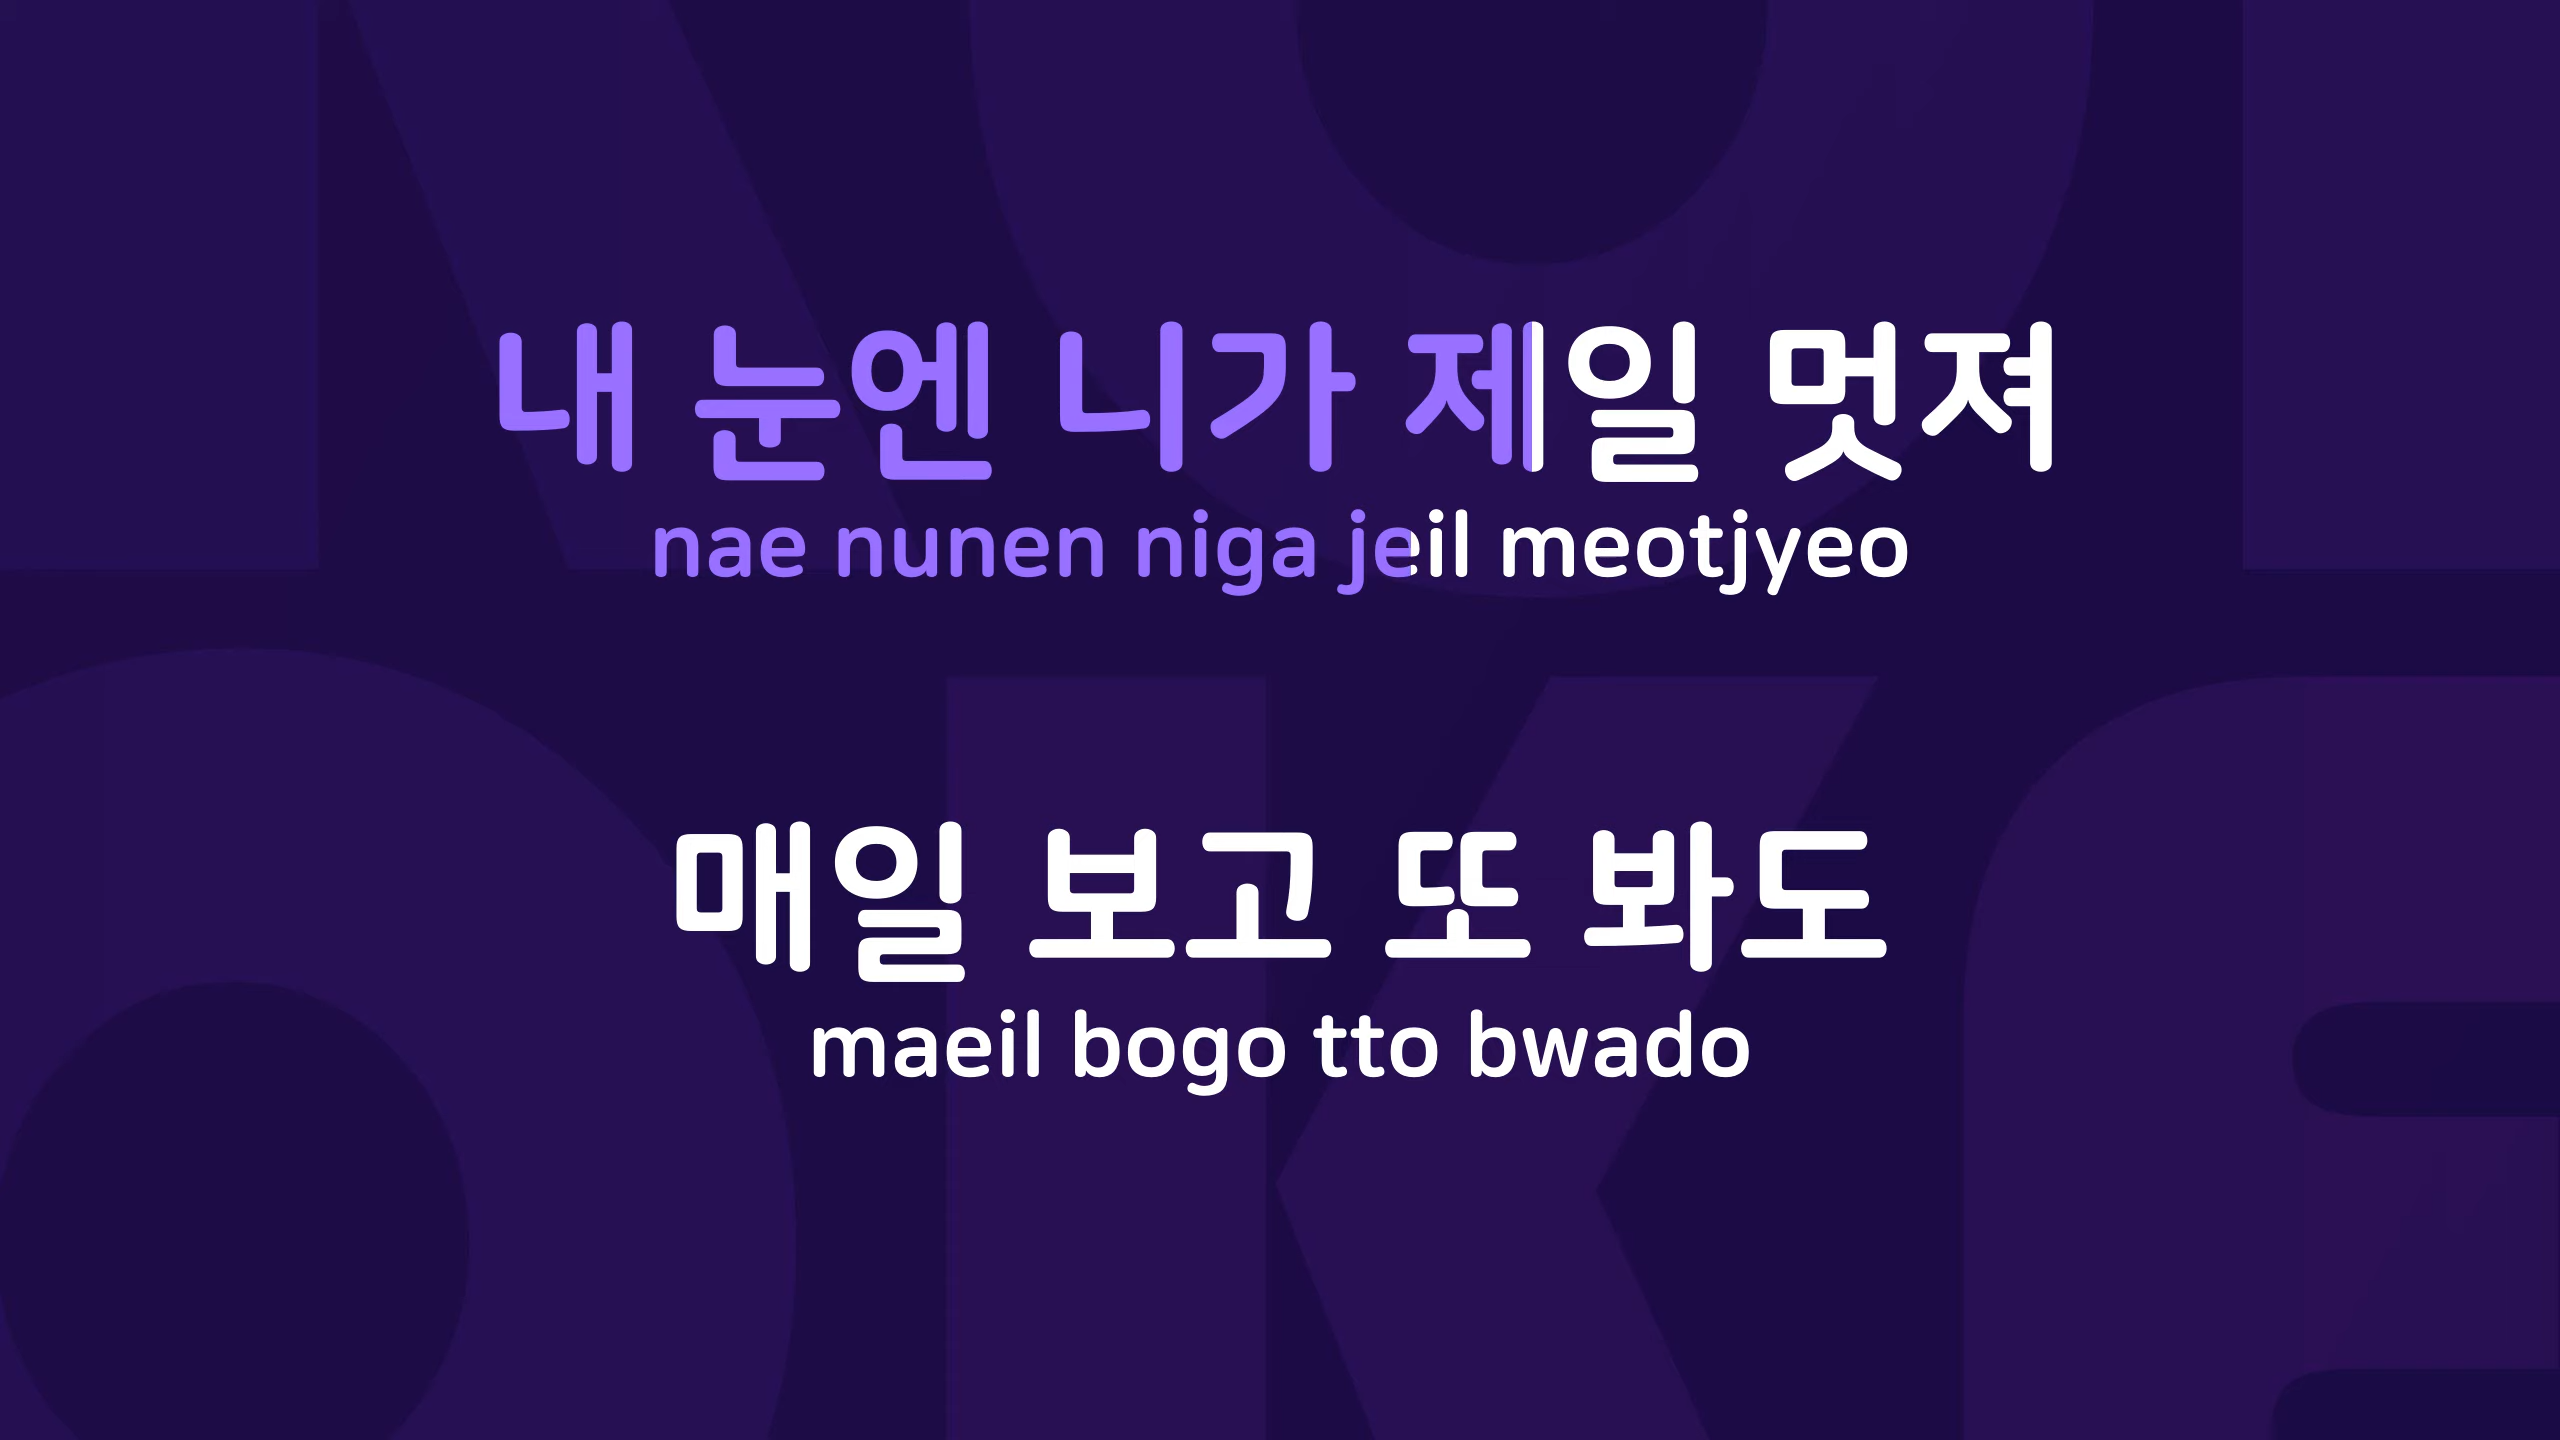 내 눈엔 니가 제일 멋져
nae nunen niga jeil meotjyeo
매일 보고 또 봐도
maeil bogo tto bwado